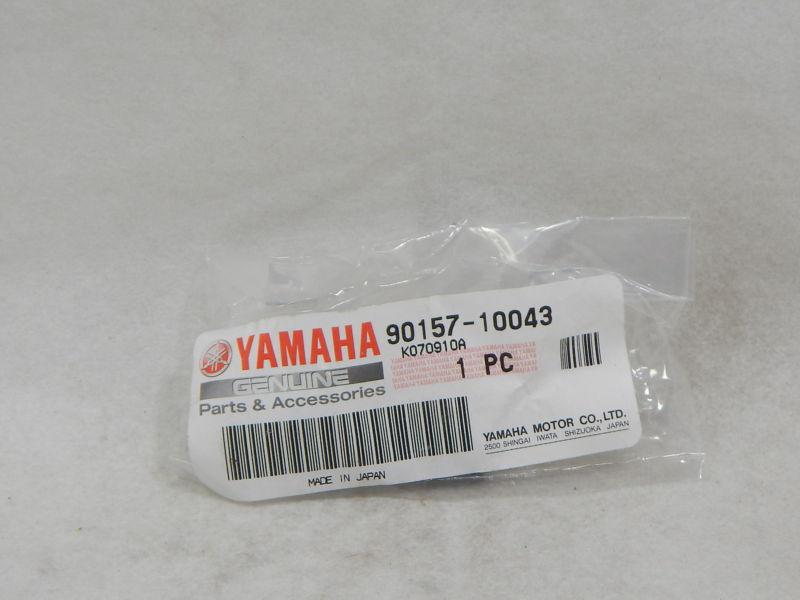 YAMAHA 90157-10043
K070910A
GENUINE
1 PC
Parts & Accessories
YAMAHA MOTOR CO.,LTD.
2500 SHINGAI IWATA SHIZUOKA JAPAN
MADE IN JAPAN